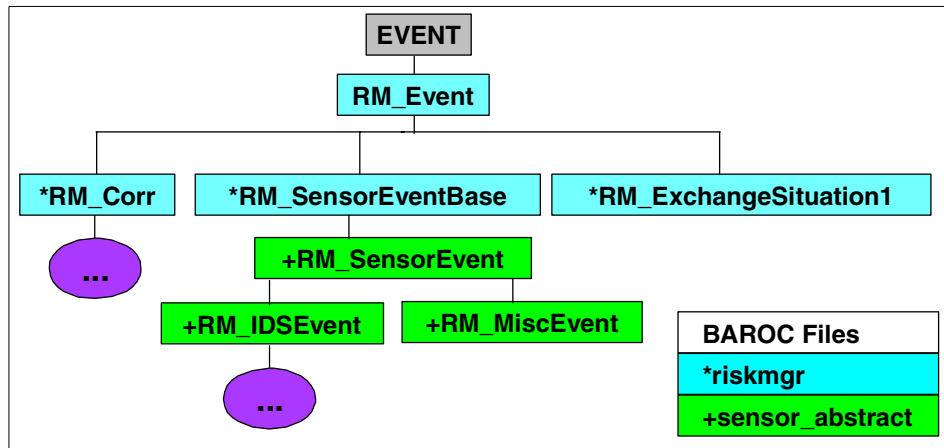 EVENT
RM_Event
*RM_Corr
*RM_SensorEventBase
*RM_ExchangeSituation1
...
+RM_SensorEvent
+RM_IDSEvent
+RM_MiscEvent
...
BAROC Files
*riskmgr
+sensor_abstract